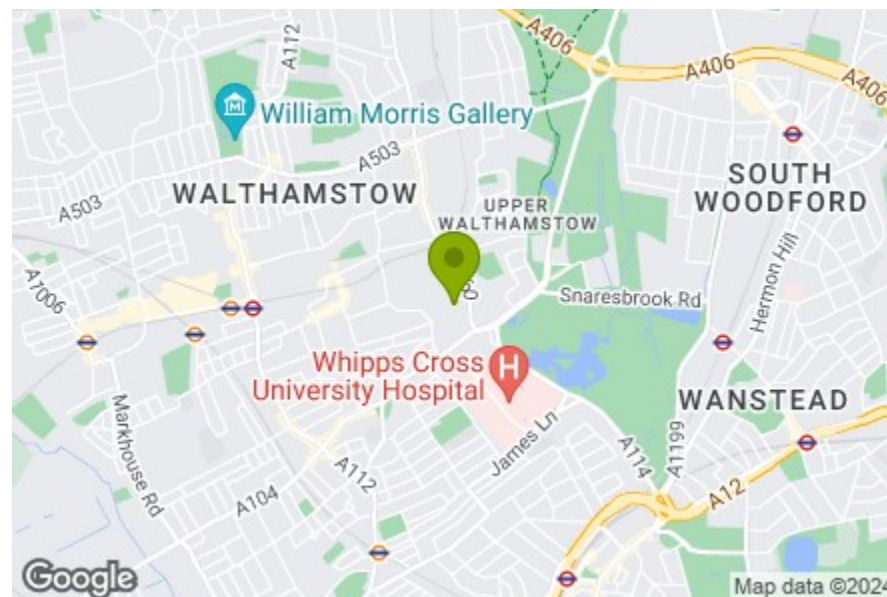 A406
A112
A406
A406
William Morris Gallery
A503
SOUTH
WOODFORD
WALTHAMSTOW
A503
UPPER
WALTHAMSTOW
A1006
Snaresbrook Rd
Hermon Hill
Whipps Cross
University Hospital
H
WANSTEAD
Markhouse Rd
James Ln
A114
A1199
A112
A104
A12
Google
Map data ©2024